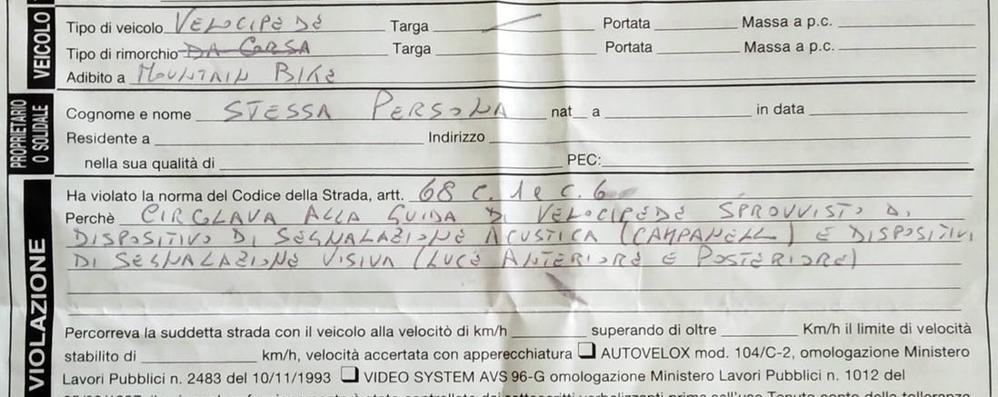 VEICOLO
Tipo di veicolo VELOCIPEDE Targa Portata Massa a p.c.
Tipo di rimorchio DA CORSA Targa Portata Massa a p.c.
Adibito a MOUNTAIN BIKE
PROPRIETARIO O SOLIDALE
Cognome e nome STESSA PERSONA nat_ a in data
Residente a Indirizzo
nella sua qualità di PEC:
VIOLAZIONE
Ha violato la norma del Codice della Strada, artt. 68 C. 1 e C. 6
Perchè CIRCLAVA ALLA GUIDA DI VELOCIPEDE SPROVVISTO DI
DISPOSITIVO DI SEGNALAZIONE ACUSTICA (CAMPANELL) E DISPOSITIVI
DI SEGNALAZIONE VISIVA (LUCE ANTERIORE E POSTERIORE)
Percorreva la suddetta strada con il veicolo alla velocitò di km/h superando di oltre Km/h il limite di velocità
stabilito di km/h, velocità accertata con apperecchiatura ❏ AUTOVELOX mod. 104/C-2, omologazione Ministero
Lavori Pubblici n. 2483 del 10/11/1993 ❏ VIDEO SYSTEM AVS 96-G omologazione Ministero Lavori Pubblici n. 1012 del